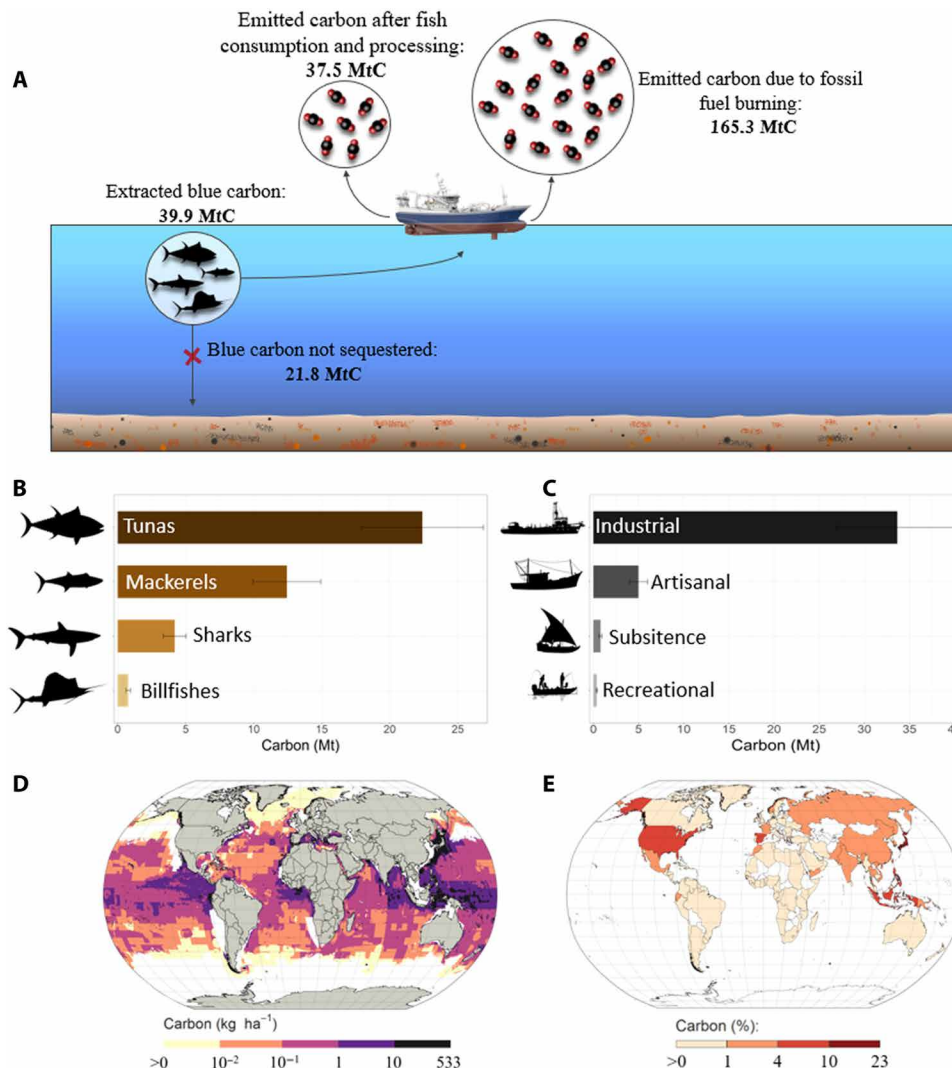 A
Emitted carbon after fish
consumption and processing:
37.5 MtC
Emitted carbon due to fossil
fuel burning:
165.3 MtC
Extracted blue carbon:
39.9 MtC
Blue carbon not sequestered:
21.8 MtC
B
Tunas
Mackerels
Sharks
Billfishes
0 5 10 15 20 25
Carbon (Mt)
C
Industrial
Artisanal
Subsitence
Recreational
0 5 10 15 20 25 30 35 40
Carbon (Mt)
D
Carbon (kg ha⁻¹)
>0 10⁻² 10⁻¹ 1 10 533
E
Carbon (%):
>0 1 4 10 23